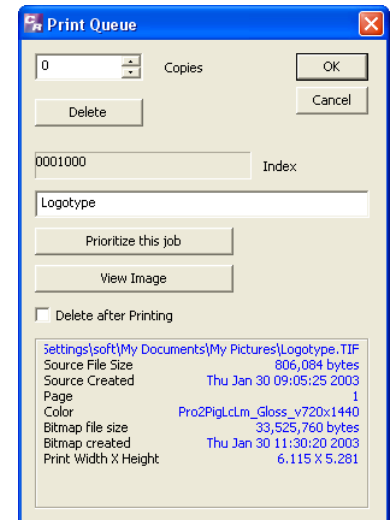 Print Queue
0 Copies OK
Delete Cancel
0001000 Index
Logotype
Prioritize this job
View Image
Delete after Printing
Settings\soft\My Documents\My Pictures\Logotype.TIF
Source File Size 806,084 bytes
Source Created Thu Jan 30 09:05:25 2003
Page 1
Color Pro2PigLcLm_Gloss_v720x1440
Bitmap file size 33,525,760 bytes
Bitmap created Thu Jan 30 11:30:20 2003
Print Width X Height 6.115 X 5.281